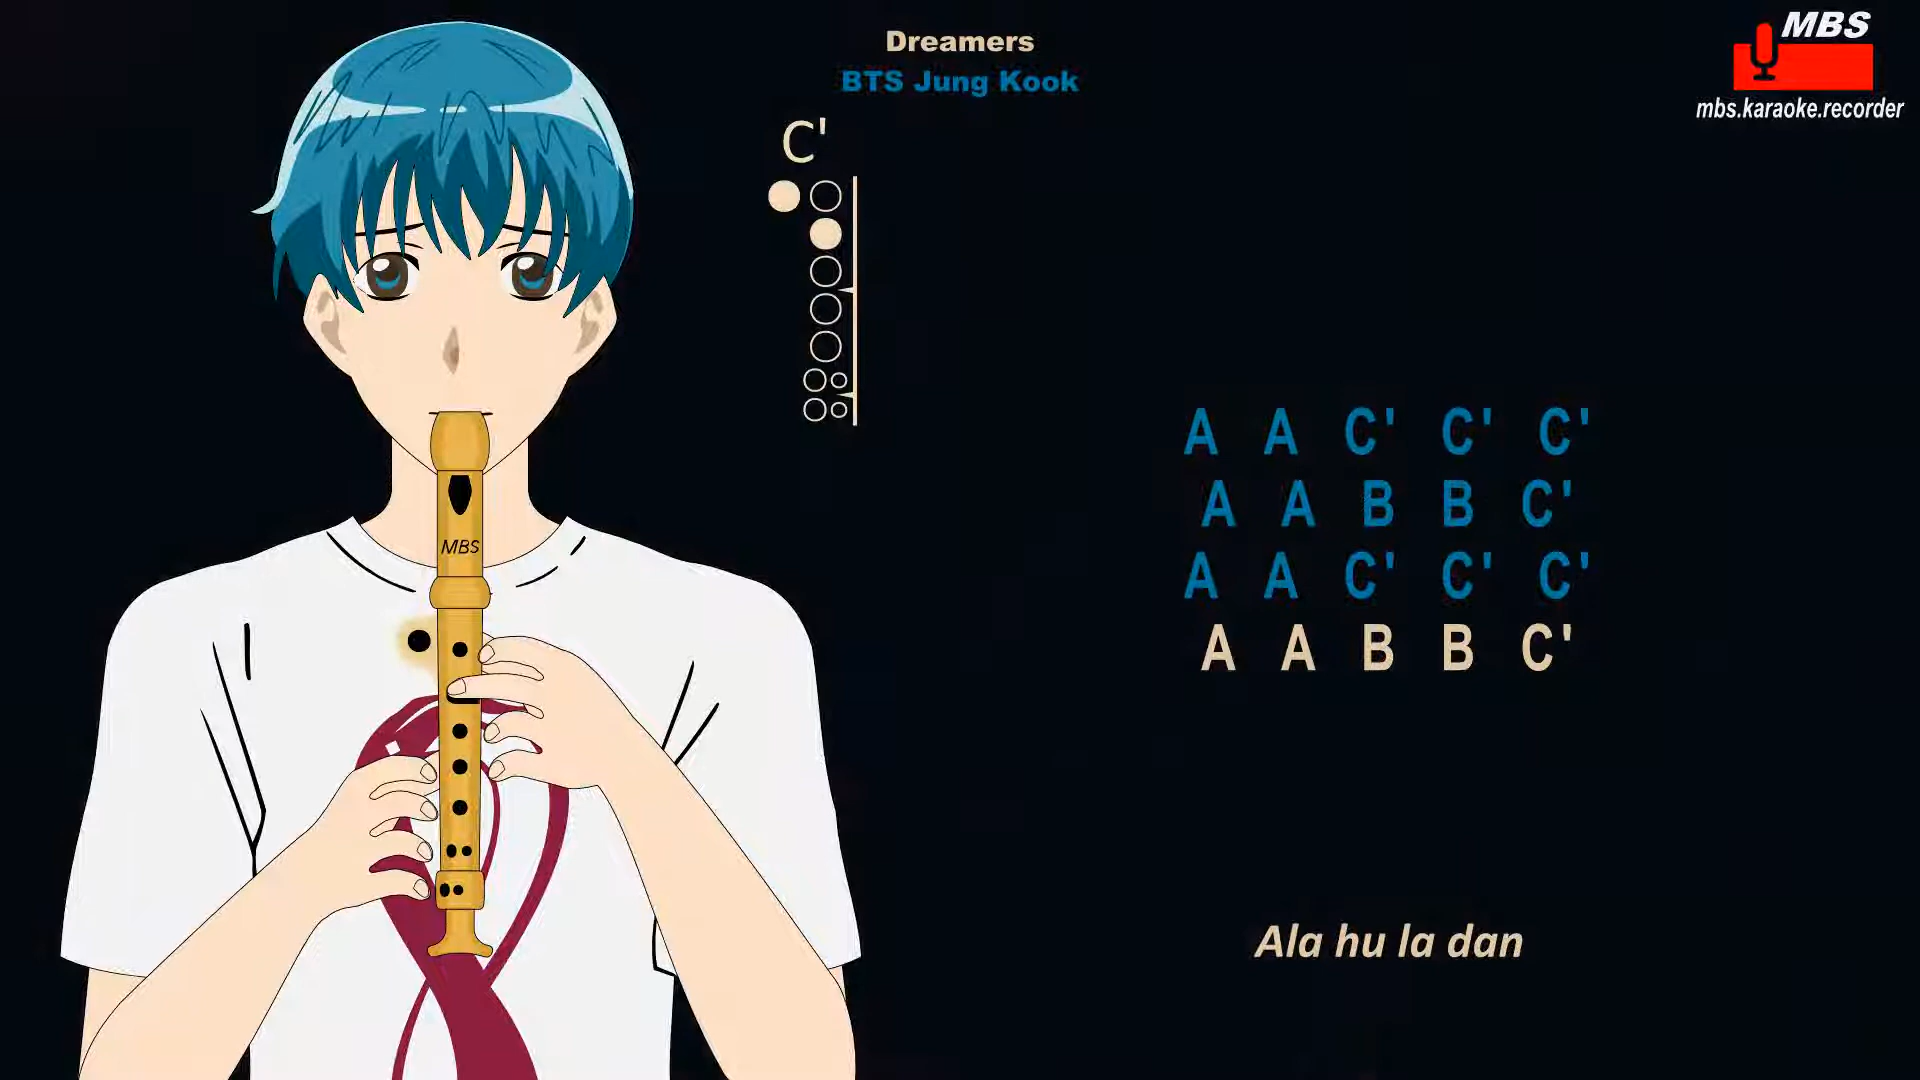 Dreamers
BTS Jung Kook
MBS
mbs.karaoke.recorder
C'
A A C' C' C'
A A B B C'
A A C' C' C'
A A B B C'
MBS
Ala hu la dan